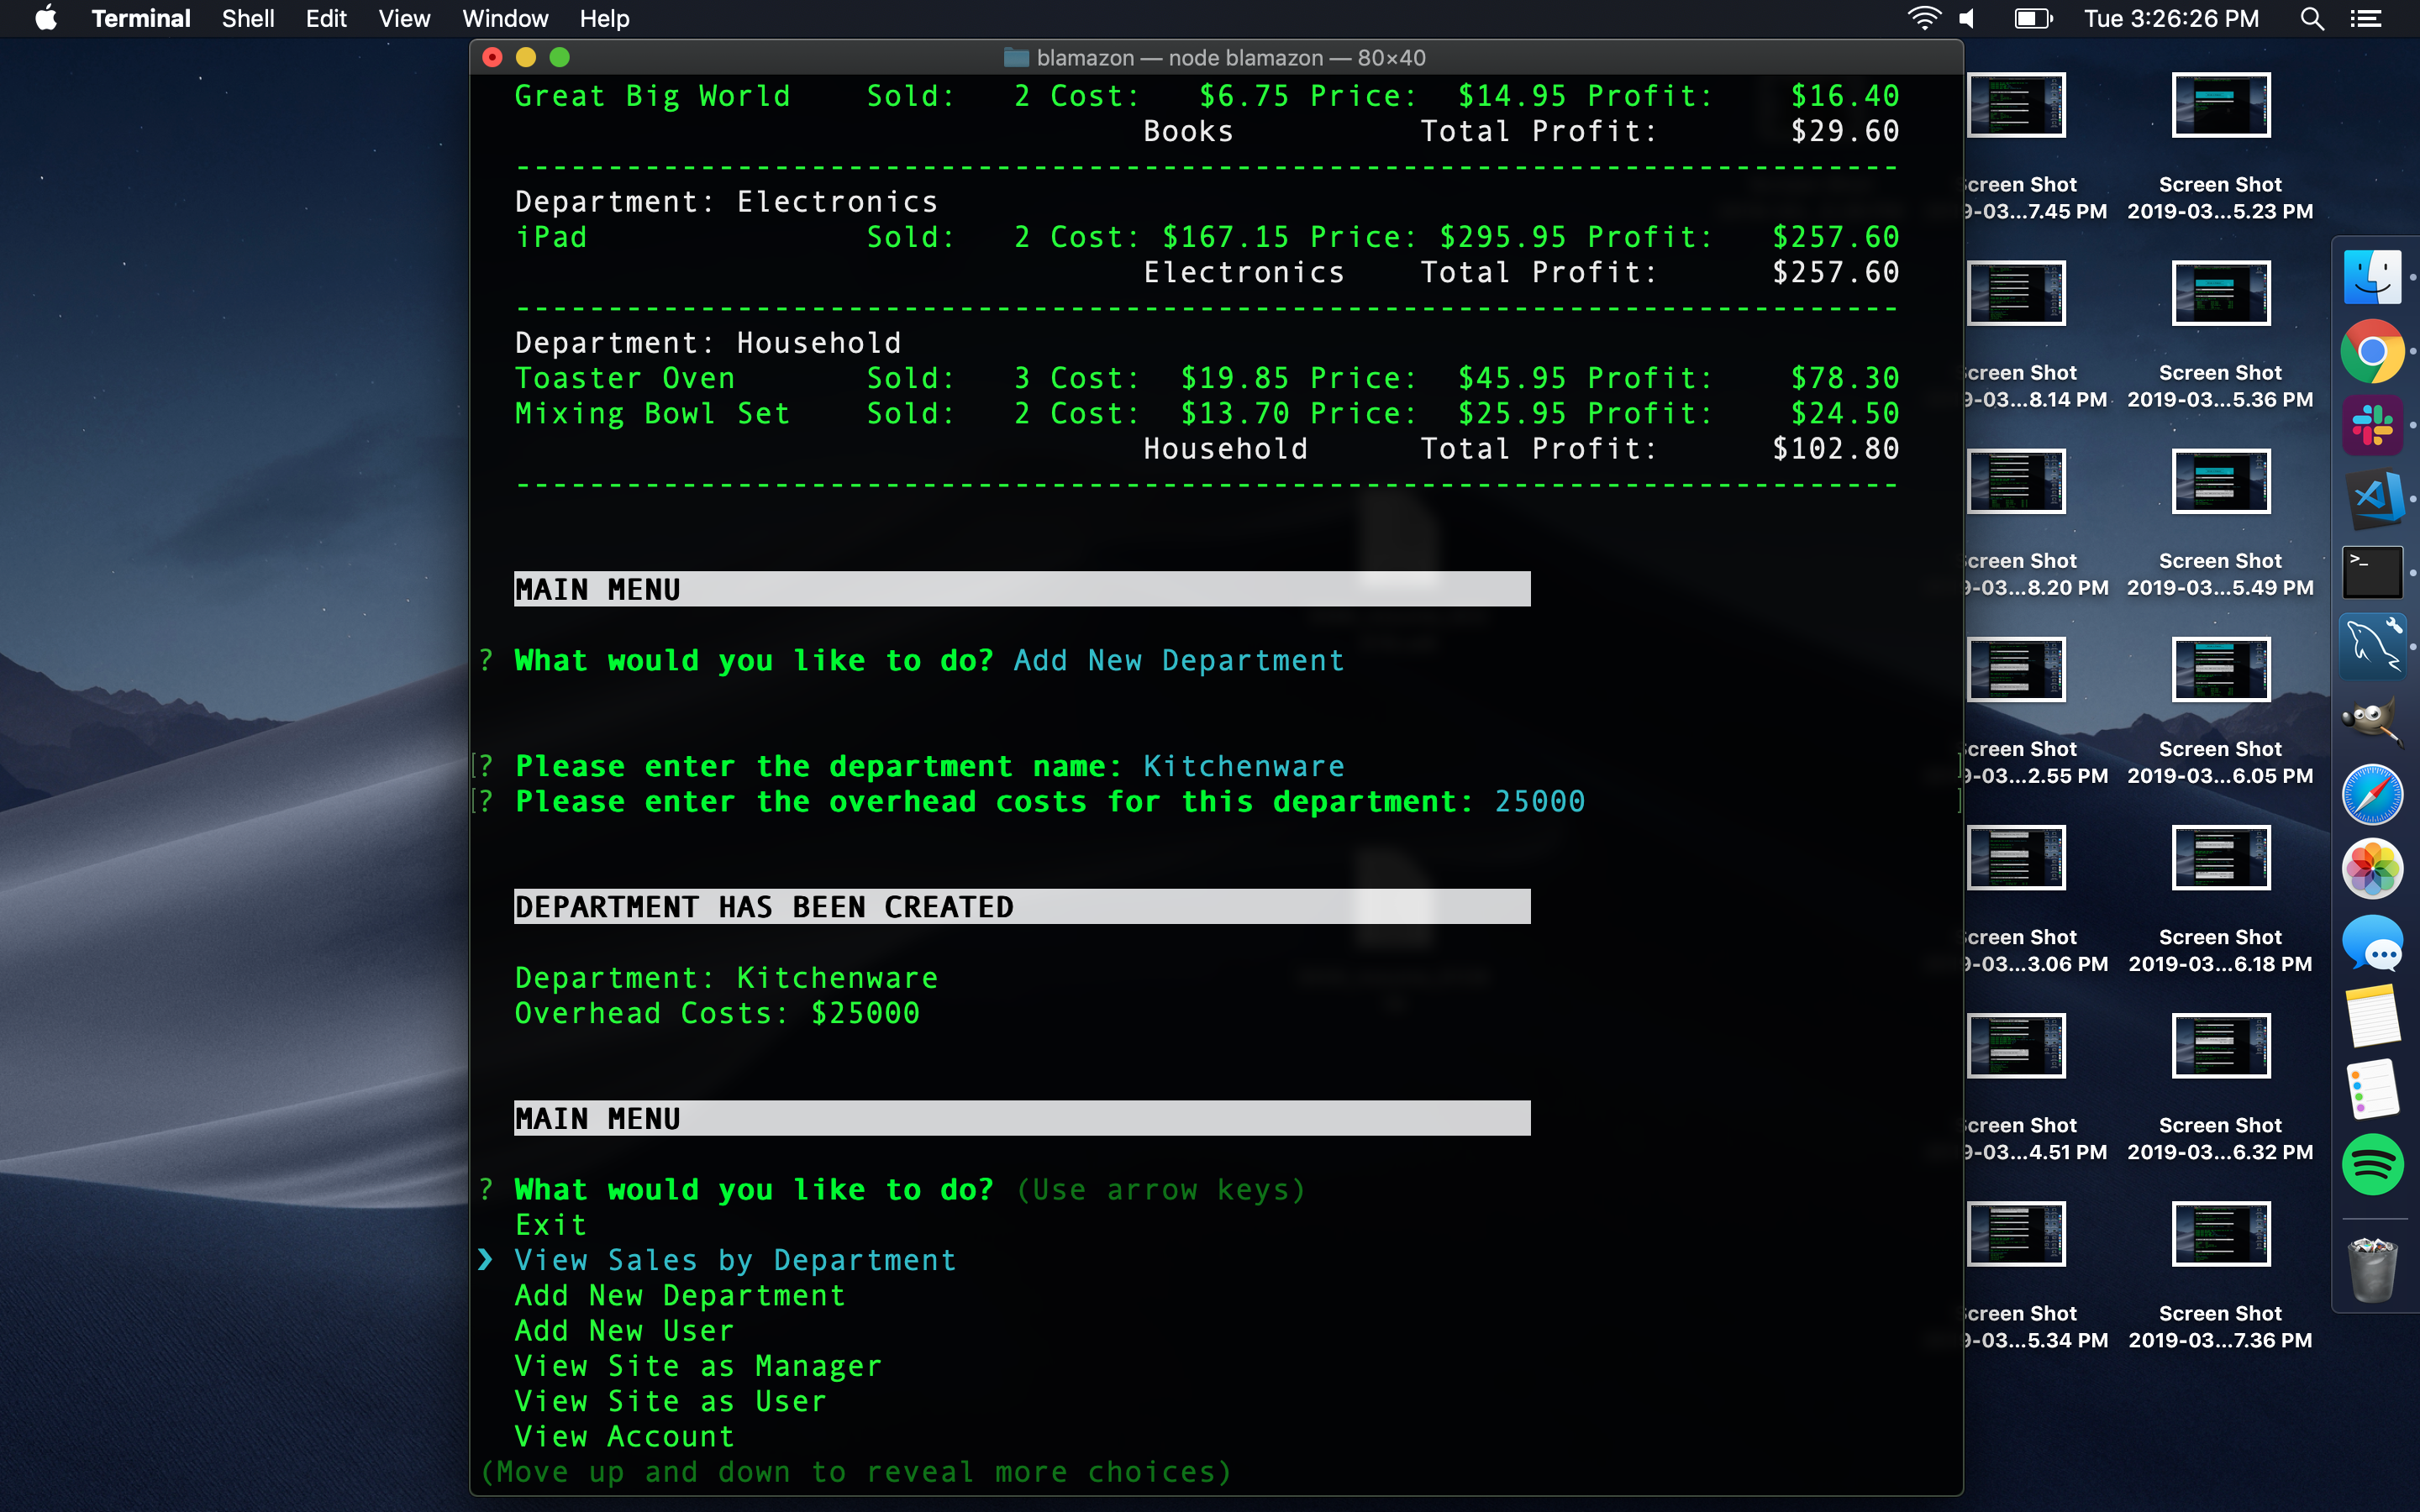 Terminal Shell Edit View Window Help Tue 3:26:26 PM
blamazon — node blamazon — 80×40
Great Big World Sold: 2 Cost: $6.75 Price: $14.95 Profit: $16.40
Books Total Profit: $29.60
---------------------------------------------------------------------------
Department: Electronics
iPad Sold: 2 Cost: $167.15 Price: $295.95 Profit: $257.60
Electronics Total Profit: $257.60
---------------------------------------------------------------------------
Department: Household
Toaster Oven Sold: 3 Cost: $19.85 Price: $45.95 Profit: $78.30
Mixing Bowl Set Sold: 2 Cost: $13.70 Price: $25.95 Profit: $24.50
Household Total Profit: $102.80
---------------------------------------------------------------------------
MAIN MENU
? What would you like to do? Add New Department
[? Please enter the department name: Kitchenware ]
[? Please enter the overhead costs for this department: 25000 ]
DEPARTMENT HAS BEEN CREATED
Department: Kitchenware
Overhead Costs: $25000
MAIN MENU
? What would you like to do? (Use arrow keys)
Exit
❯ View Sales by Department
Add New Department
Add New User
View Site as Manager
View Site as User
View Account
(Move up and down to reveal more choices)
Screen Shot
9-03...7.45 PM
Screen Shot
2019-03...5.23 PM
Screen Shot
9-03...8.14 PM
Screen Shot
2019-03...5.36 PM
Screen Shot
9-03...8.20 PM
Screen Shot
2019-03...5.49 PM
Screen Shot
9-03...2.55 PM
Screen Shot
2019-03...6.05 PM
Screen Shot
9-03...3.06 PM
Screen Shot
2019-03...6.18 PM
Screen Shot
9-03...4.51 PM
Screen Shot
2019-03...6.32 PM
Screen Shot
9-03...5.34 PM
Screen Shot
2019-03...7.36 PM